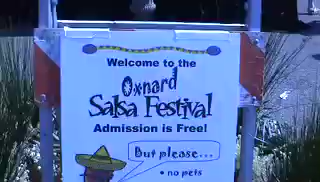 Welcome to the
Oxnard
Salsa Festival
Admission is Free!
But please...
• no pets